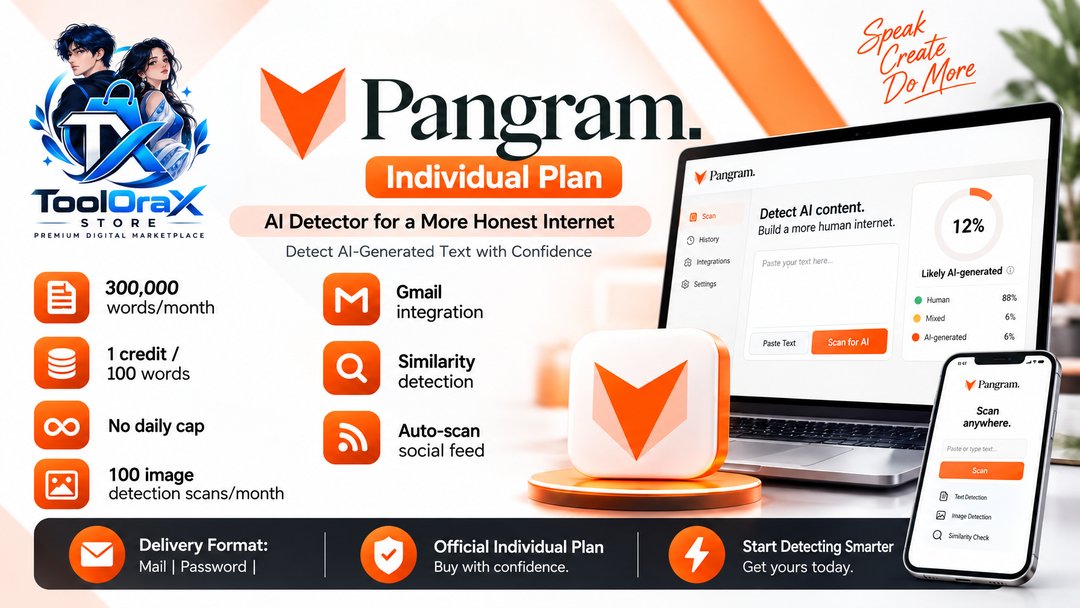 TX
ToolOraX
STORE
PREMIUM DIGITAL MARKETPLACE
Pangram.
Individual Plan
AI Detector for a More Honest Internet
Detect AI-Generated Text with Confidence
Speak
Create
Do More
300,000
words/month
1 credit /
100 words
No daily cap
100 image
detection scans/month
Gmail
integration
Similarity
detection
Auto-scan
social feed
Pangram.
Scan
History
Integrations
Settings
Detect AI content.
Build a more human internet.
Paste your text here...
Paste Text
Scan for AI
12%
Likely AI-generated
Human 88%
Mixed 6%
AI-generated 6%
Pangram.
Scan
anywhere.
Paste or type text...
Scan
Text Detection
Image Detection
Similarity Check
Delivery Format:
Mail | Password |
Official Individual Plan
Buy with confidence.
Start Detecting Smarter
Get yours today.